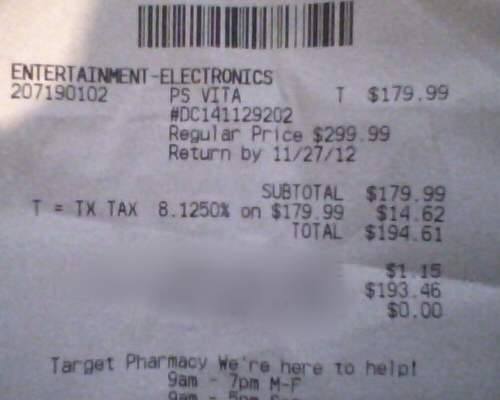 ENTERTAINMENT-ELECTRONICS
207190102 PS VITA T $179.99
#DC141129202
Regular Price $299.99
Return by 11/27/12
SUBTOTAL $179.99
T = TX TAX 8.1250% on $179.99 $14.62
TOTAL $194.61
$1.15
$193.46
$0.00
Target Pharmacy We're here to help!
9am - 7pm M-F
9am - 5pm